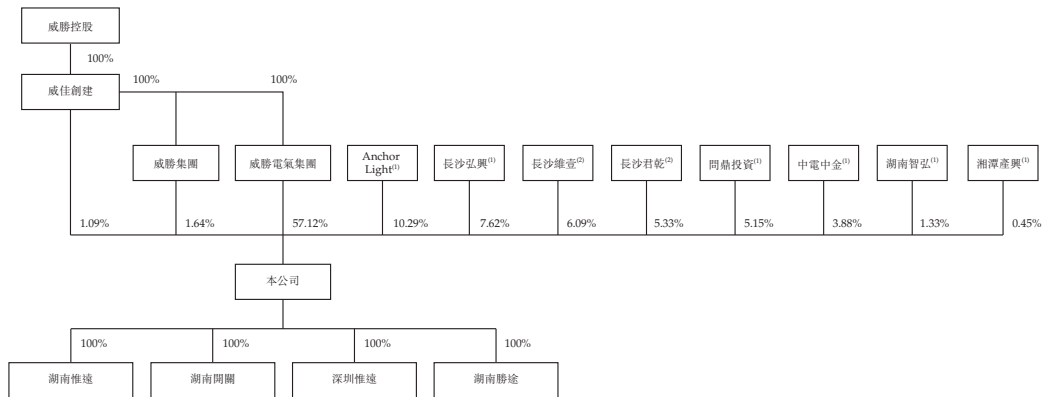 威勝控股
100%
威佳創建
100%
100%
威勝集團
威勝電氣集團
Anchor
Light(1)
長沙弘興(1)
長沙維壹(2)
長沙君乾(2)
問鼎投資(1)
中電中金(1)
湖南智弘(1)
湘潭產興(1)
1.09%
1.64%
57.12%
10.29%
7.62%
6.09%
5.33%
5.15%
3.88%
1.33%
0.45%
本公司
100%
100%
100%
100%
湖南惟遠
湖南開關
深圳惟遠
湖南勝途